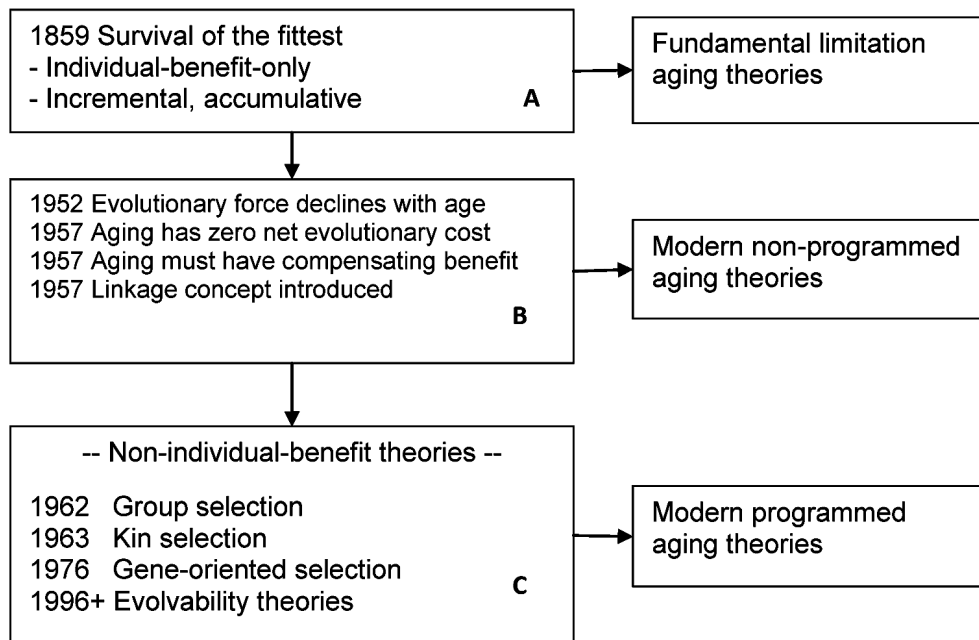 1859 Survival of the fittest
- Individual-benefit-only
- Incremental, accumulative
A
Fundamental limitation
aging theories
1952 Evolutionary force declines with age
1957 Aging has zero net evolutionary cost
1957 Aging must have compensating benefit
1957 Linkage concept introduced
B
Modern non-programmed
aging theories
-- Non-individual-benefit theories --
1962 Group selection
1963 Kin selection
1976 Gene-oriented selection
1996+ Evolvability theories
C
Modern programmed
aging theories